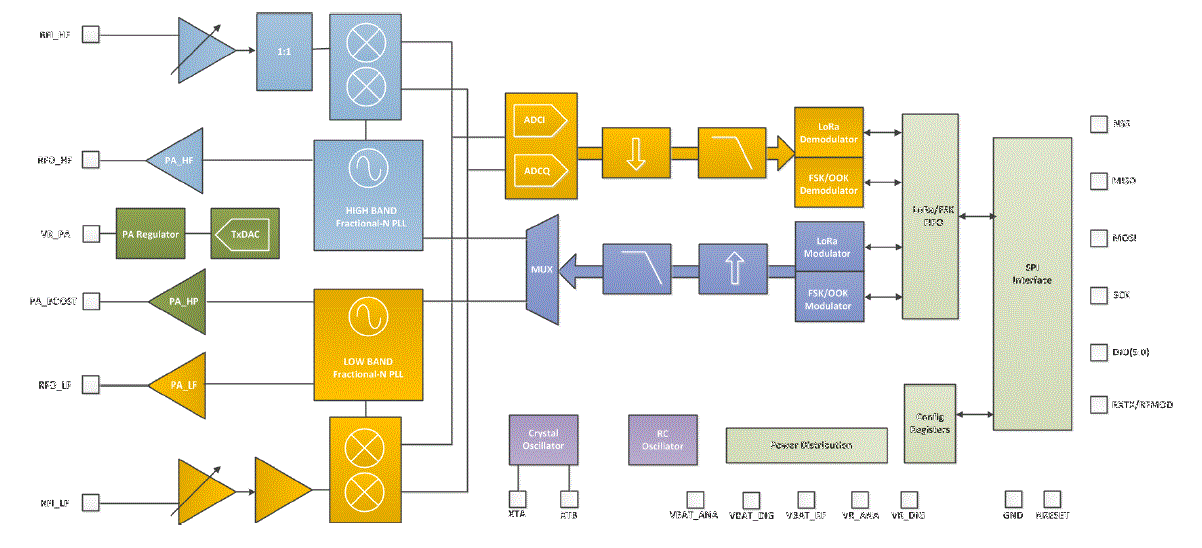 RFI_HF
1:1
RFO_HF
PA_HF
HIGH BAND
Fractional-N PLL
VR_PA
PA Regulator
TxDAC
PA_BOOST
PA_HP
LOW BAND
Fractional-N PLL
RFO_LF
PA_LF
RFI_LF
ADCI
ADCQ
MUX
LoRa
Demodulator
FSK/OOK
Demodulator
LoRa
Modulator
FSK/OOK
Modulator
LoRa/FSK
FIFO
SPI
Interface
Config
Registers
NSS
MISO
MOSI
SCK
DIO(5:0)
RXTX/RFMOD
Crystal
Oscillator
RC
Oscillator
Power Distribution
XTA
XTB
VBAT_ANA
VBAT_DIG
VBAT_RF
VR_ANA
VR_DIG
GND
NRESET